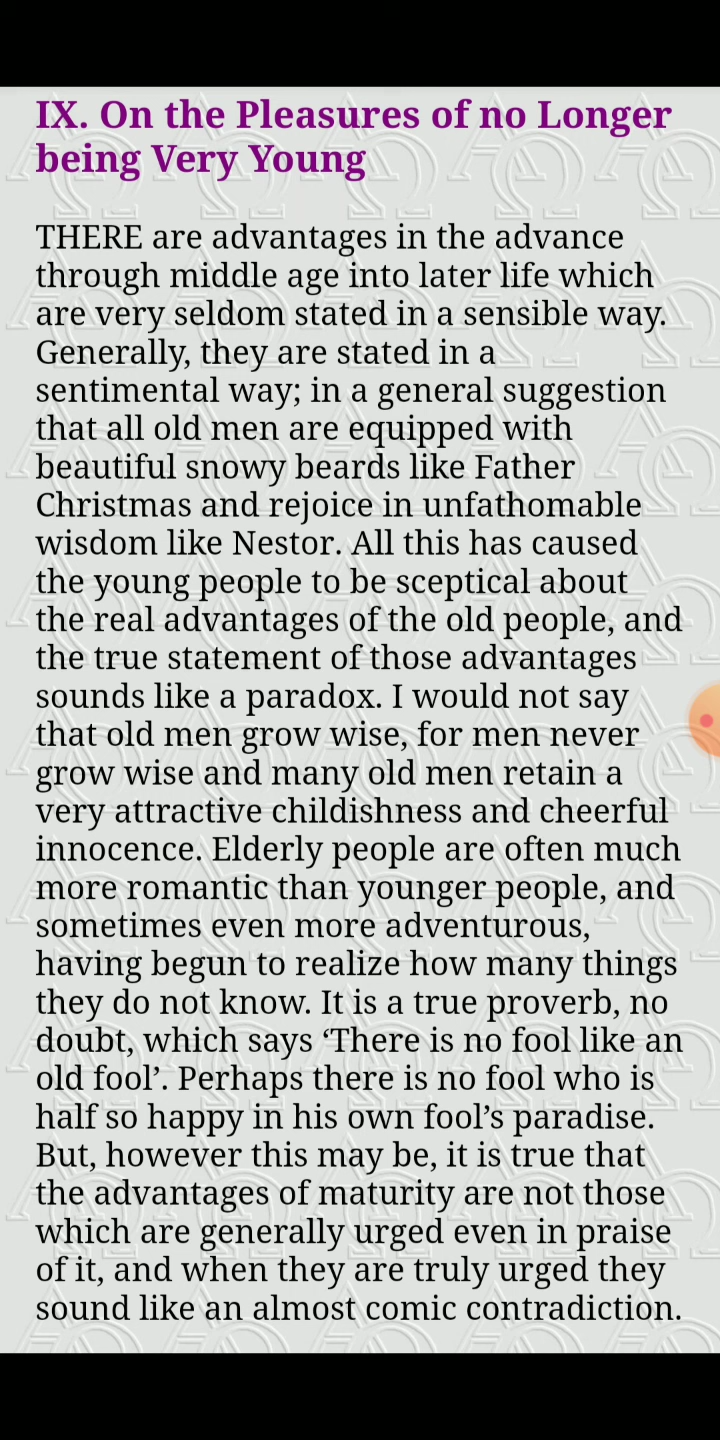 IX. On the Pleasures of no Longer
being Very Young
THERE are advantages in the advance
through middle age into later life which
are very seldom stated in a sensible way.
Generally, they are stated in a
sentimental way; in a general suggestion
that all old men are equipped with
beautiful snowy beards like Father
Christmas and rejoice in unfathomable
wisdom like Nestor. All this has caused
the young people to be sceptical about
the real advantages of the old people, and
the true statement of those advantages
sounds like a paradox. I would not say
that old men grow wise, for men never
grow wise and many old men retain a
very attractive childishness and cheerful
innocence. Elderly people are often much
more romantic than younger people, and
sometimes even more adventurous,
having begun to realize how many things
they do not know. It is a true proverb, no
doubt, which says ‘There is no fool like an
old fool’. Perhaps there is no fool who is
half so happy in his own fool’s paradise.
But, however this may be, it is true that
the advantages of maturity are not those
which are generally urged even in praise
of it, and when they are truly urged they
sound like an almost comic contradiction.